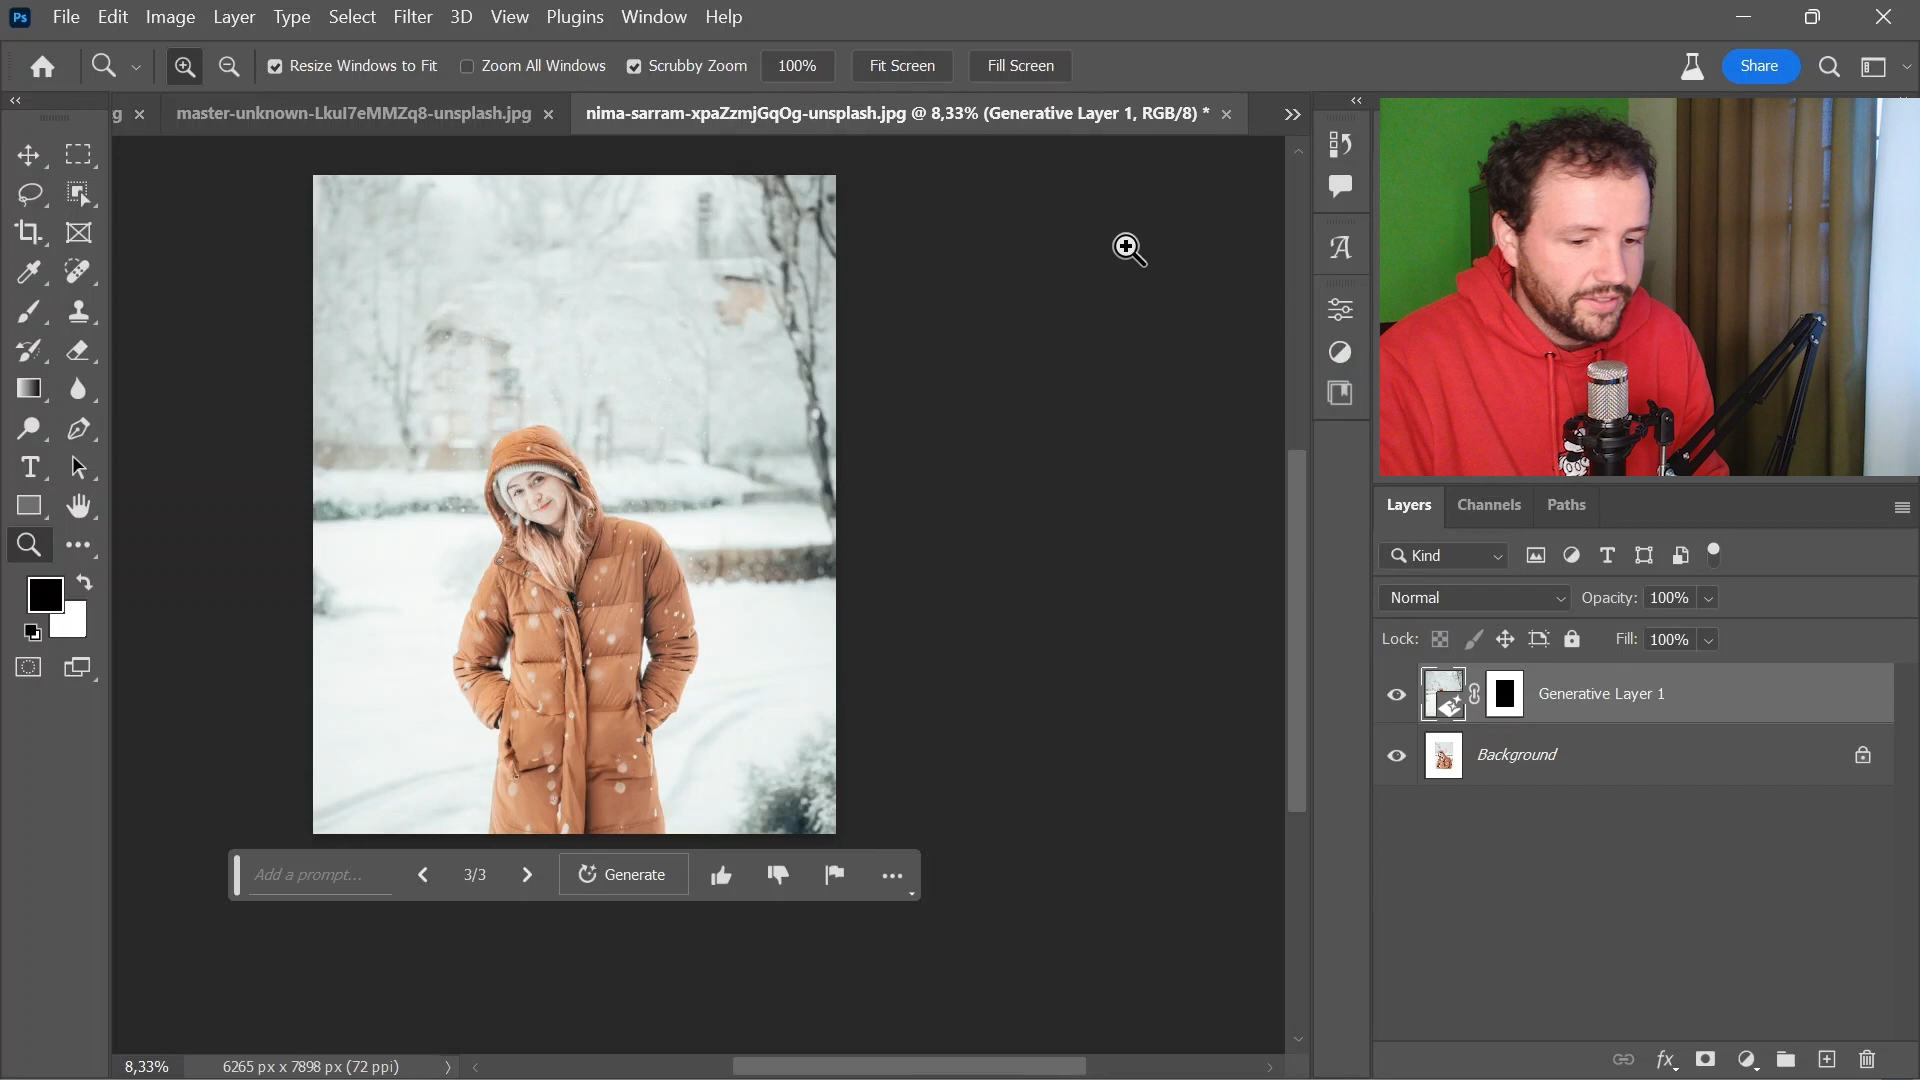 Ps File Edit Image Layer Type Select Filter 3D View Plugins Window Help
Resize Windows to Fit Zoom All Windows Scrubby Zoom 100% Fit Screen Fill Screen Share
g × master-unknown-LkuI7eMMZq8-unsplash.jpg × nima-sarram-xpaZzmjGqOg-unsplash.jpg @ 8,33% (Generative Layer 1, RGB/8) * ×
Layers Channels Paths
Kind
Normal Opacity: 100%
Lock: Fill: 100%
Generative Layer 1
Background
Add a prompt... 3/3 Generate
8,33% 6265 px x 7898 px (72 ppi)
fx